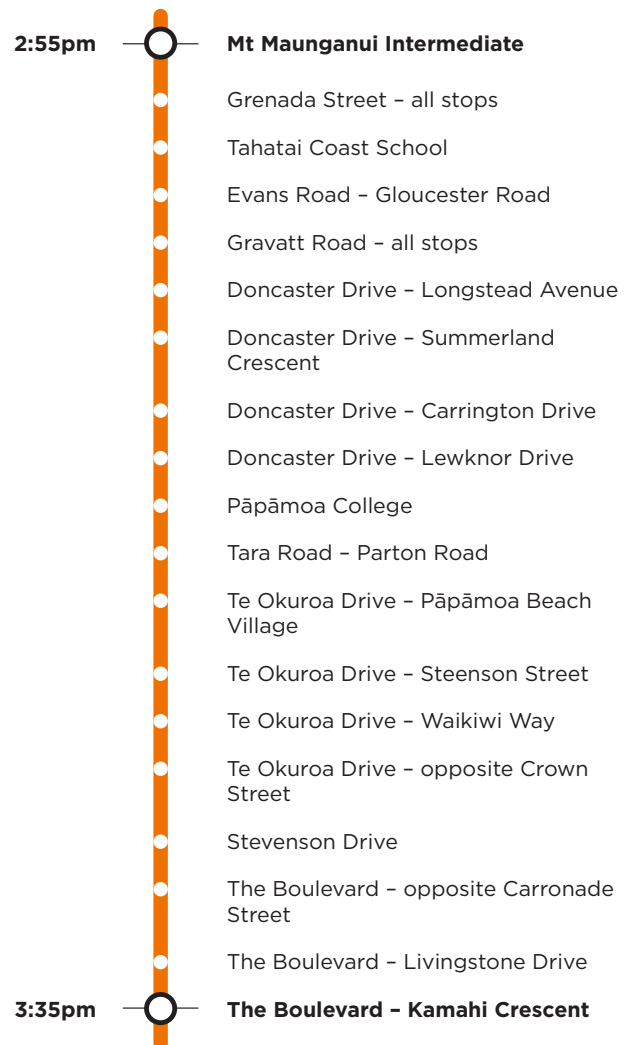 2:55pm Mt Maunganui Intermediate
Grenada Street – all stops
Tahatai Coast School
Evans Road – Gloucester Road
Gravatt Road – all stops
Doncaster Drive – Longstead Avenue
Doncaster Drive – Summerland
Crescent
Doncaster Drive – Carrington Drive
Doncaster Drive – Lewknor Drive
Pāpāmoa College
Tara Road – Parton Road
Te Okuroa Drive – Pāpāmoa Beach
Village
Te Okuroa Drive – Steenson Street
Te Okuroa Drive – Waikiwi Way
Te Okuroa Drive – opposite Crown
Street
Stevenson Drive
The Boulevard – opposite Carronade
Street
The Boulevard – Livingstone Drive
3:35pm The Boulevard – Kamahi Crescent